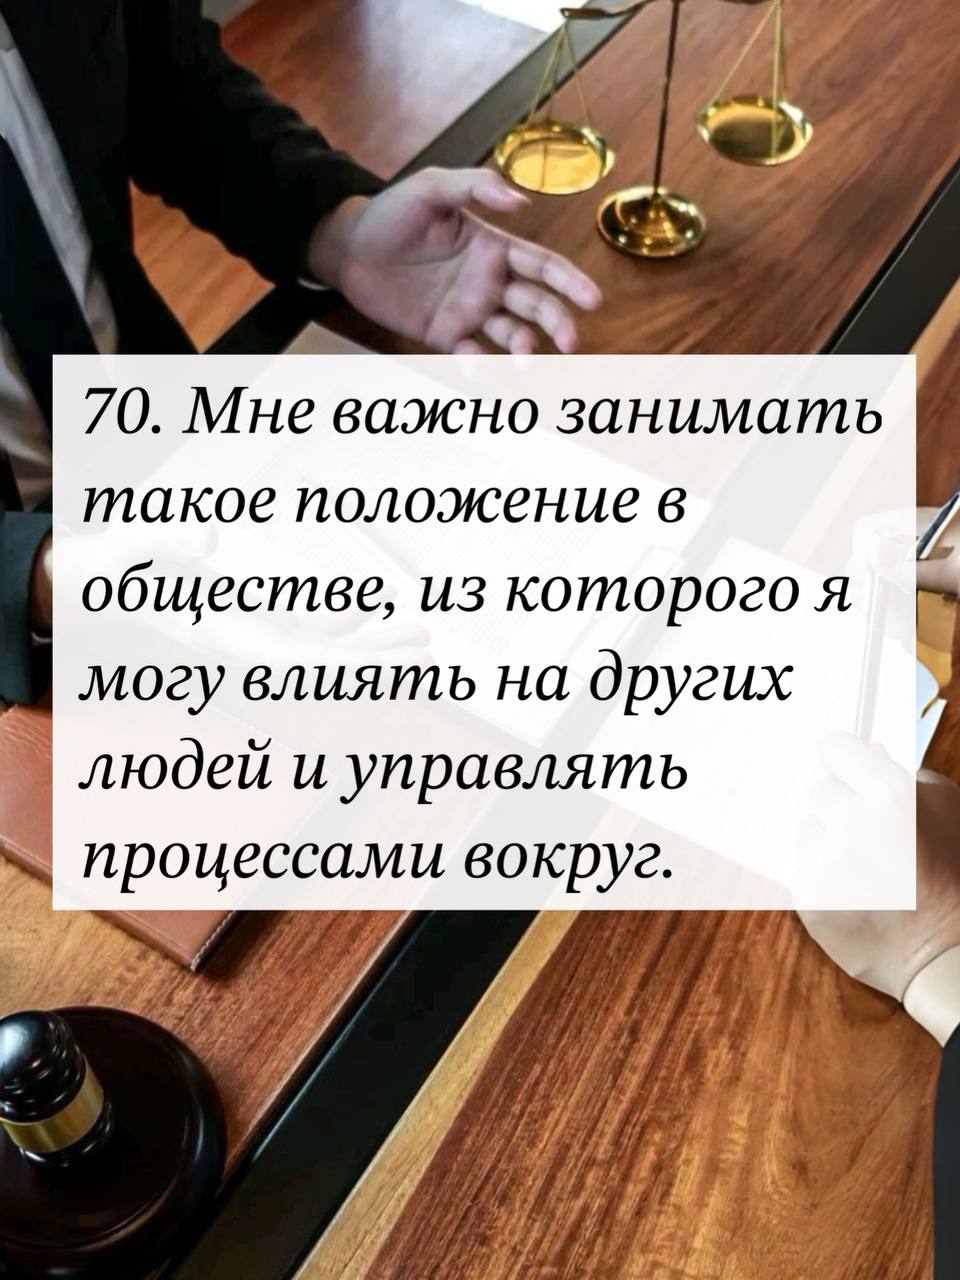 70. Мне важно занимать
такое положение в
обществе, из которого я
могу влиять на других
людей и управлять
процессами вокруг.